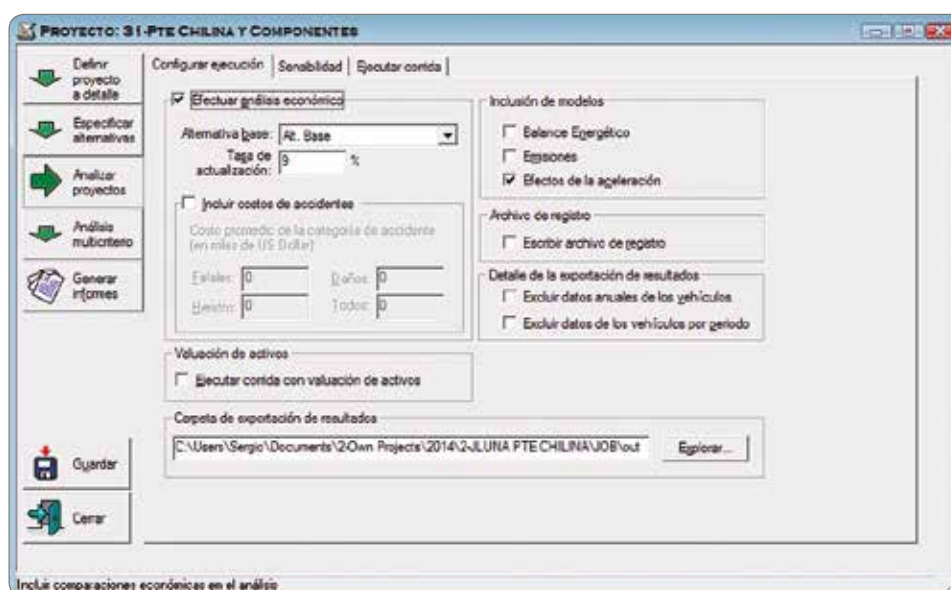 PROYECTO: 31-PTE CHILINA Y COMPONENTES
Definir proyecto a detalle
Especificar alternativas
Analizar proyectos
Análisis multicriterio
Generar informes
Guardar
Cerrar
Configurar ejecución
Sensibilidad
Ejecutar corrida
Efectuar análisis económico
Alternativa base: Alt. Base
Tasa de actualización: 9 %
Incluir costos de accidentes
Costo promedio de la categoría de accidente
(en miles de US Dollar)
Fatales: 0
Daños: 0
Heridos: 0
Todos: 0
Valuación de activos
Ejecutar corrida con valuación de activos
Inclusión de modelos
Balance Energético
Emisiones
Efectos de la aceleración
Archivo de registro
Escribir archivo de registro
Detalle de la exportación de resultados
Excluir datos anuales de los vehículos
Excluir datos de los vehículos por periodo
Carpeta de exportación de resultados
C:\Users\Sergio\Documents\2-Own Projects\2014\2-JLUNA PTE CHILINA\JOB\out
Explorar...
Incluir comparaciones económicas en el análisis